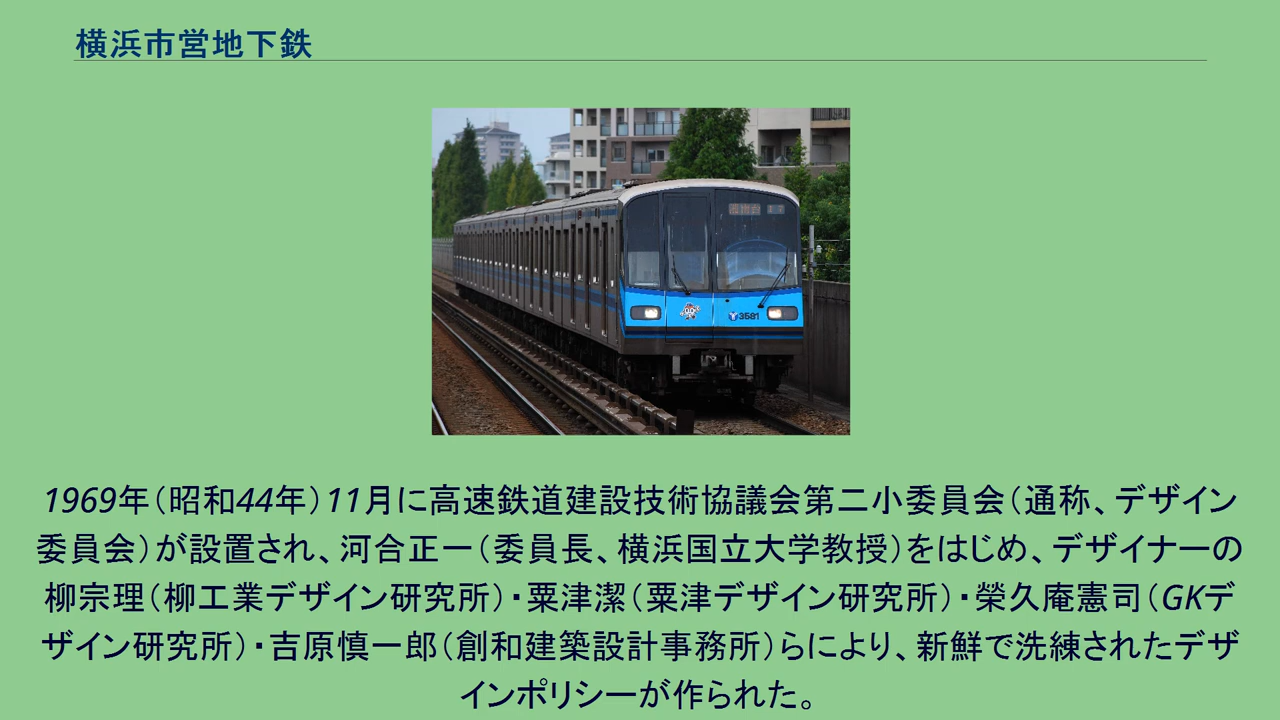 横浜市営地下鉄
3581
1969年（昭和44年）11月に高速鉄道建設技術協議会第二小委員会（通称、デザイン
委員会）が設置され、河合正一（委員長、横浜国立大学教授）をはじめ、デザイナーの
柳宗理（柳工業デザイン研究所）・粟津潔（粟津デザイン研究所）・榮久庵憲司（GKデ
ザイン研究所）・吉原慎一郎（創和建築設計事務所）らにより、新鮮で洗練されたデザ
インポリシーが作られた。